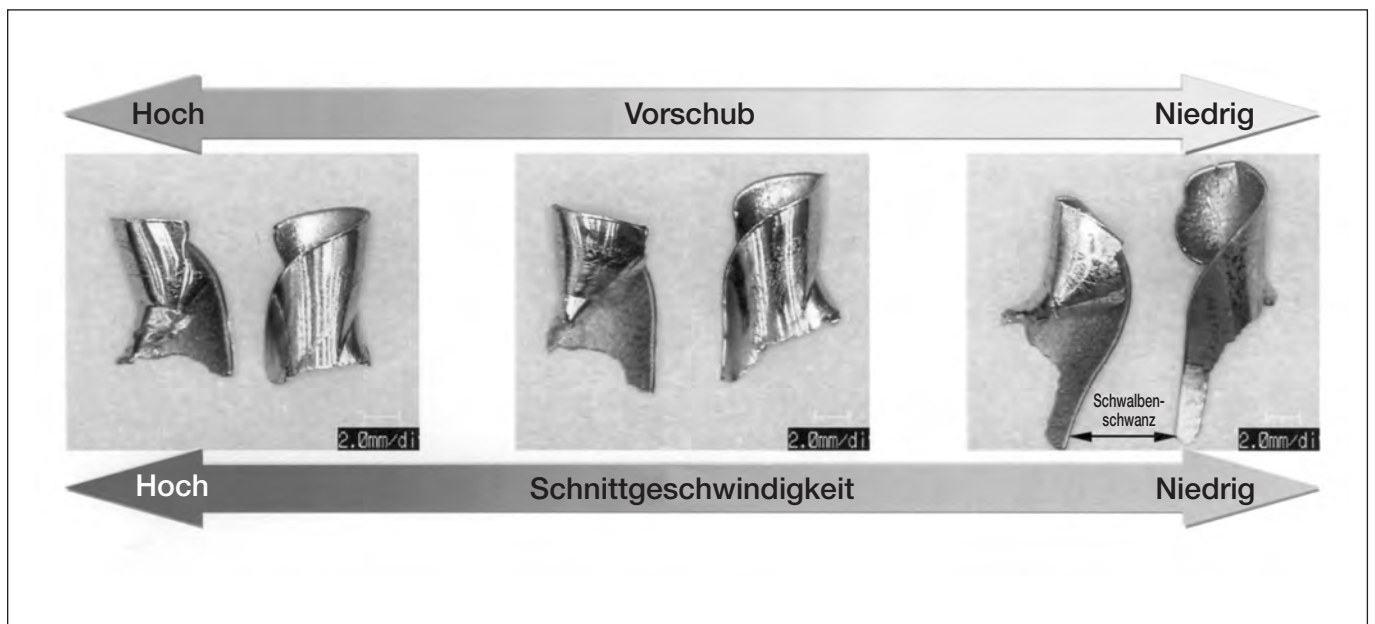 Hoch Vorschub Niedrig
2.0mm/di
2.0mm/di
Schwalben-
schwanz
2.0mm/di
Hoch Schnittgeschwindigkeit Niedrig